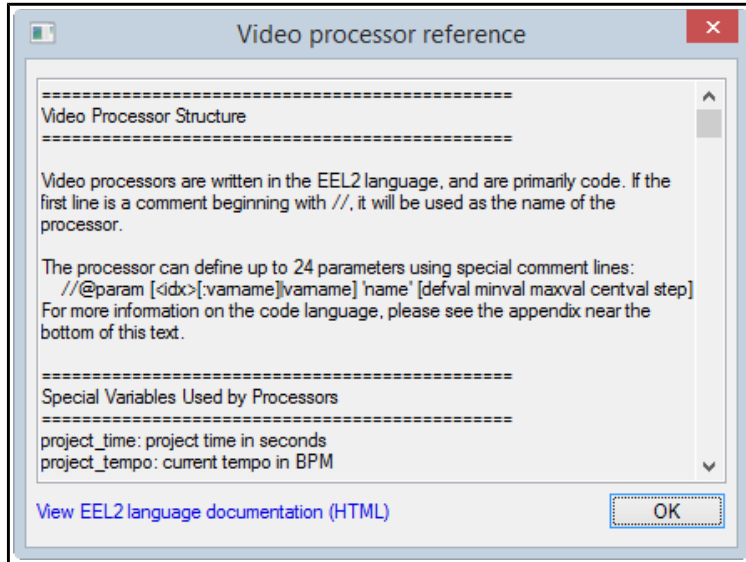 Video processor reference
===============================================
Video Processor Structure
===============================================
Video processors are written in the EEL2 language, and are primarily code. If the
first line is a comment beginning with //, it will be used as the name of the
processor.
The processor can define up to 24 parameters using special comment lines:
//@param [<idx>[:varname]|varname] 'name' [defval minval maxval centval step]
For more information on the code language, please see the appendix near the
bottom of this text.
===============================================
Special Variables Used by Processors
===============================================
project_time: project time in seconds
project_tempo: current tempo in BPM
View EEL2 language documentation (HTML)
OK